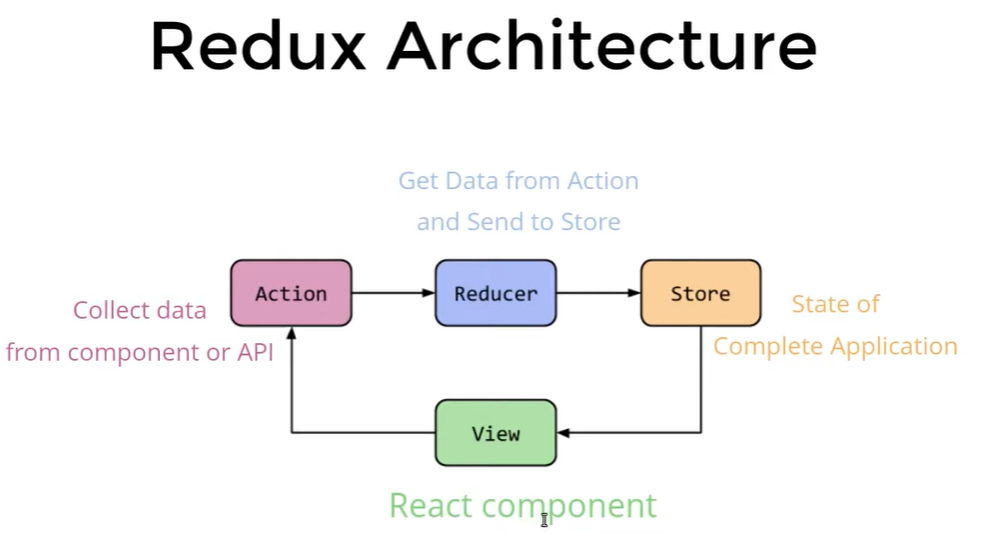 Redux Architecture
Get Data from Action
and Send to Store
Action
Reducer
Store
Collect data
from component or API
State of
Complete Application
View
React component